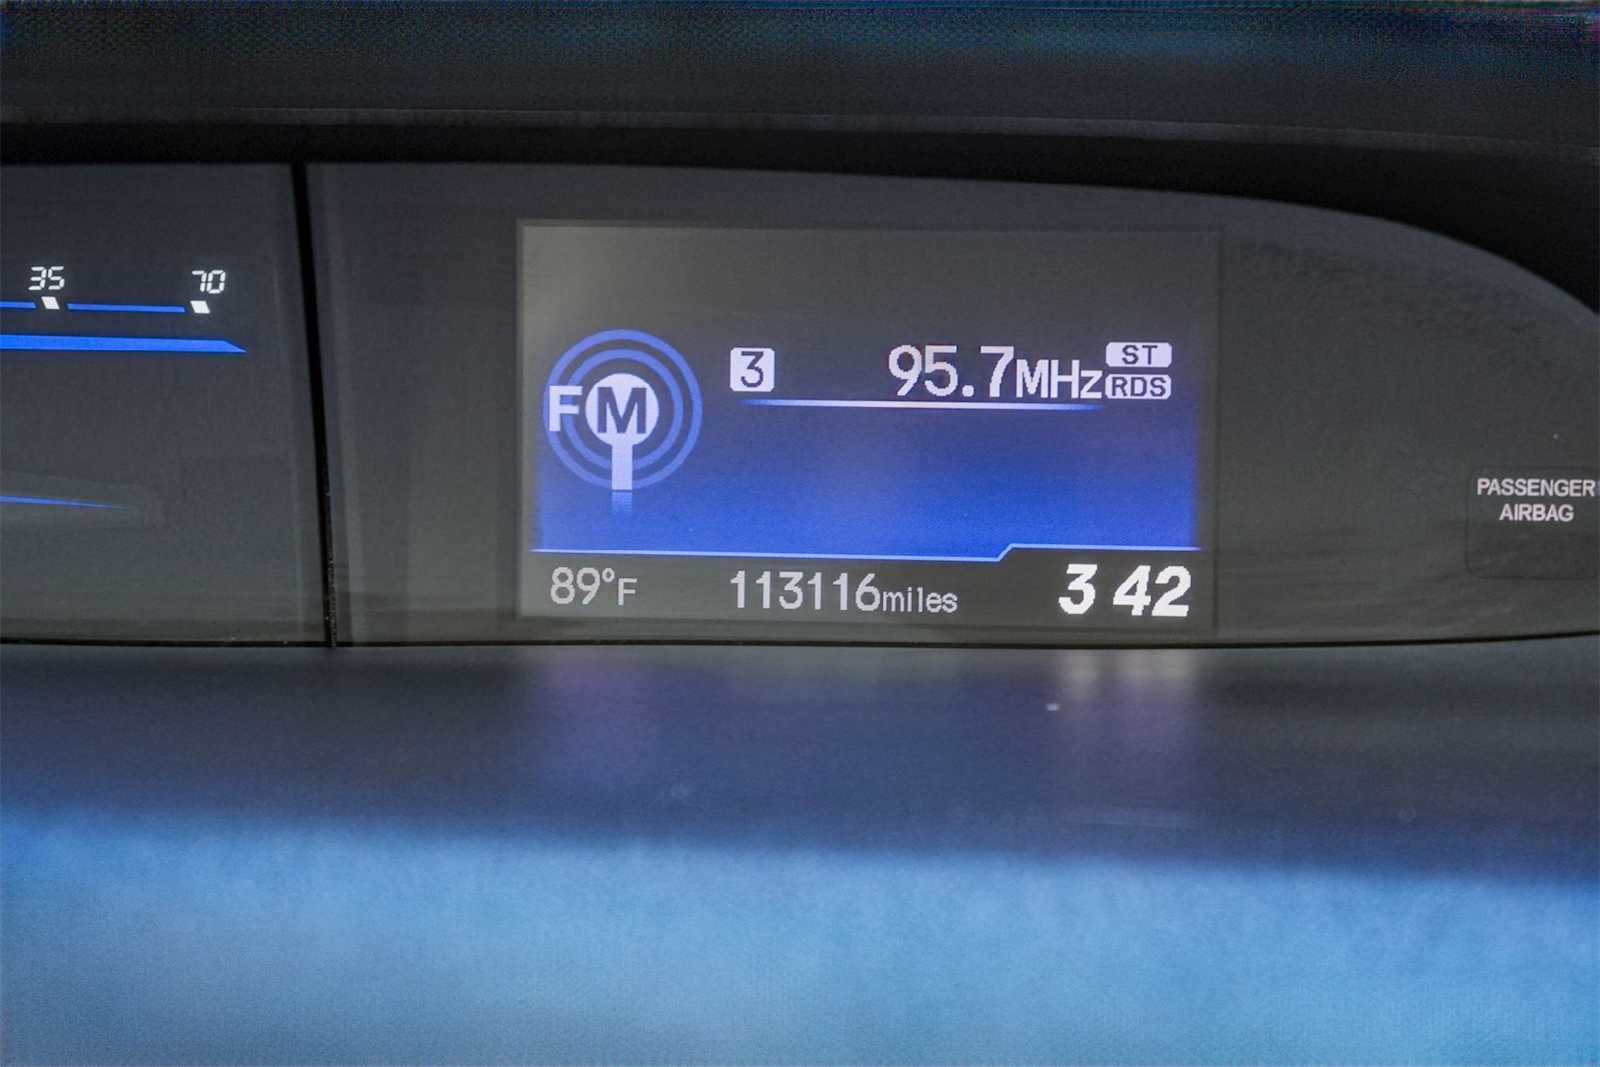 35 70
3 95.7MHz ST
RDS
FM
89°F 113116miles 3 42
PASSENGER
AIRBAG